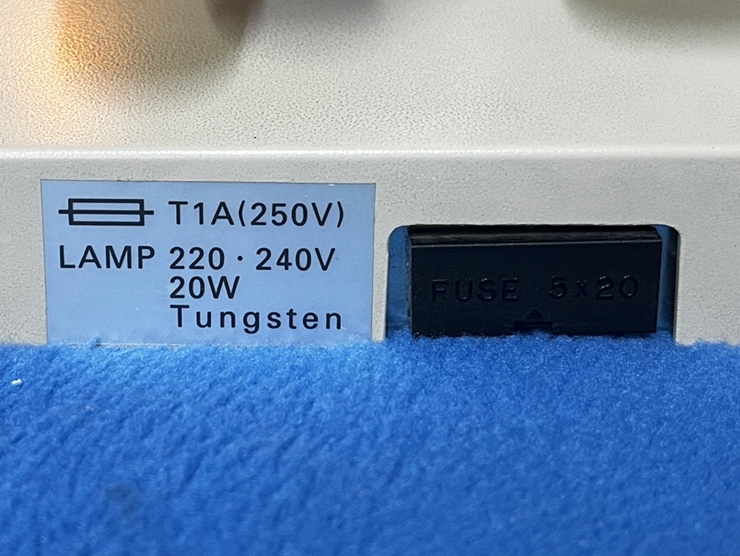 T1A(250V)
LAMP 220 · 240V
20W
Tungsten
FUSE 5x20